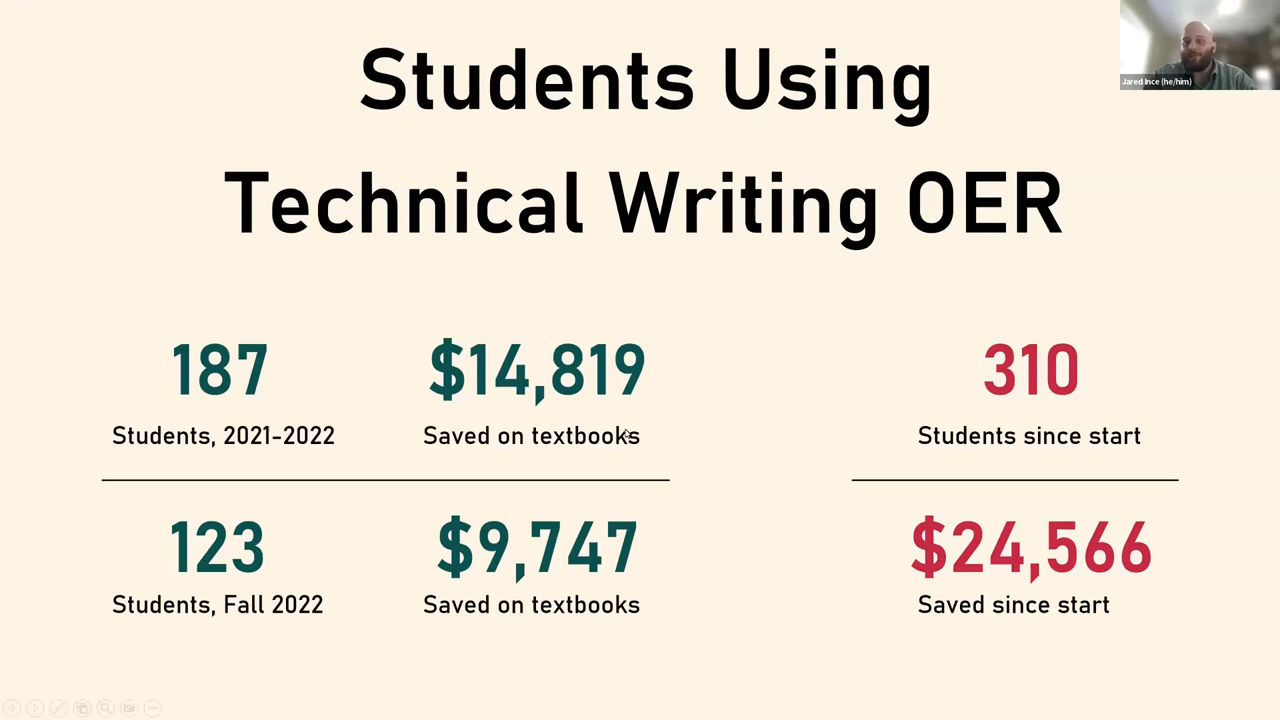 Students Using
Technical Writing OER
Jared Ince (he/him)
187
Students, 2021-2022
$14,819
Saved on textbooks
310
Students since start
123
Students, Fall 2022
$9,747
Saved on textbooks
$24,566
Saved since start